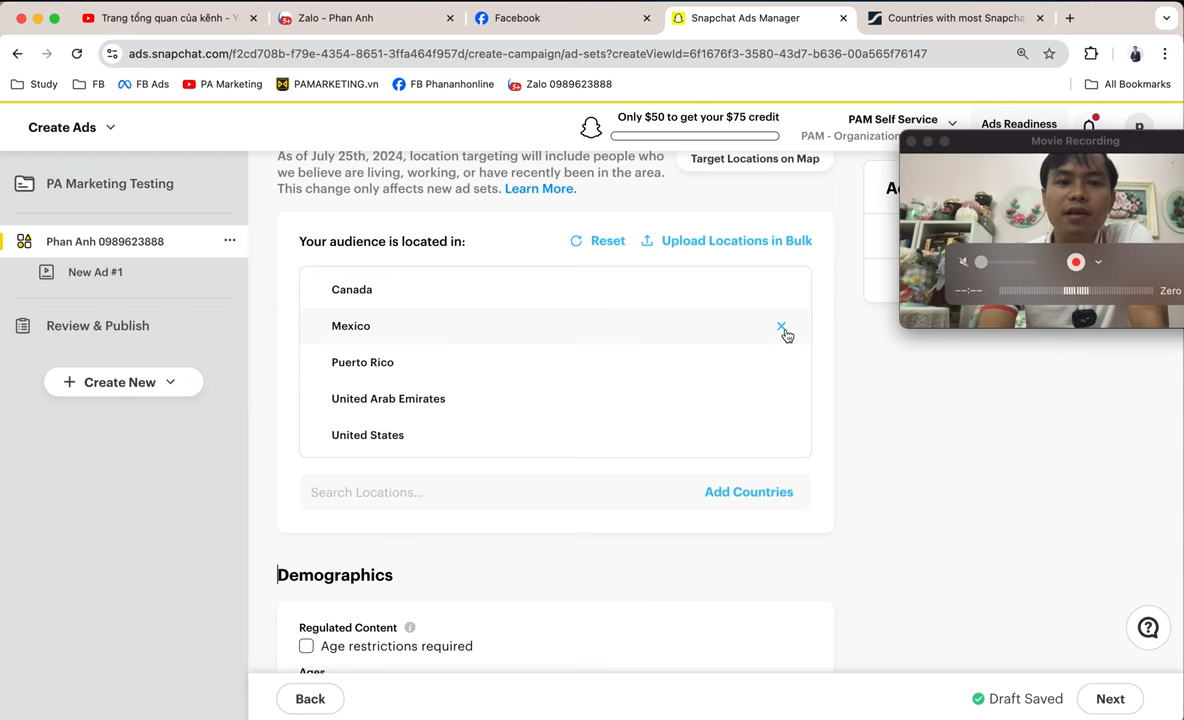 Trang tổng quan của kênh - Y
Zalo - Phan Anh
Facebook
Snapchat Ads Manager
Countries with most Snapcha
ads.snapchat.com/f2cd708b-f79e-4354-8651-3ffa464f957d/create-campaign/ad-sets?createViewId=6f1676f3-3580-43d7-b636-00a565f76147
Study
FB
FB Ads
PA Marketing
PAMARKETING.vn
FB Phananhonline
Zalo 0989623888
All Bookmarks
Create Ads
Only $50 to get your $75 credit
PAM Self Service
PAM - Organization
Ads Readiness
p
Movie Recording
PA Marketing Testing
Phan Anh 0989623888
New Ad #1
Review & Publish
+ Create New
As of July 25th, 2024, location targeting will include people who
we believe are living, working, or have recently been in the area.
This change only affects new ad sets. Learn More.
Target Locations on Map
Your audience is located in:
Reset
Upload Locations in Bulk
Canada
Mexico
Puerto Rico
United Arab Emirates
United States
Search Locations...
Add Countries
Demographics
Regulated Content
Age restrictions required
Ages
--:--
Zero
Back
Draft Saved
Next